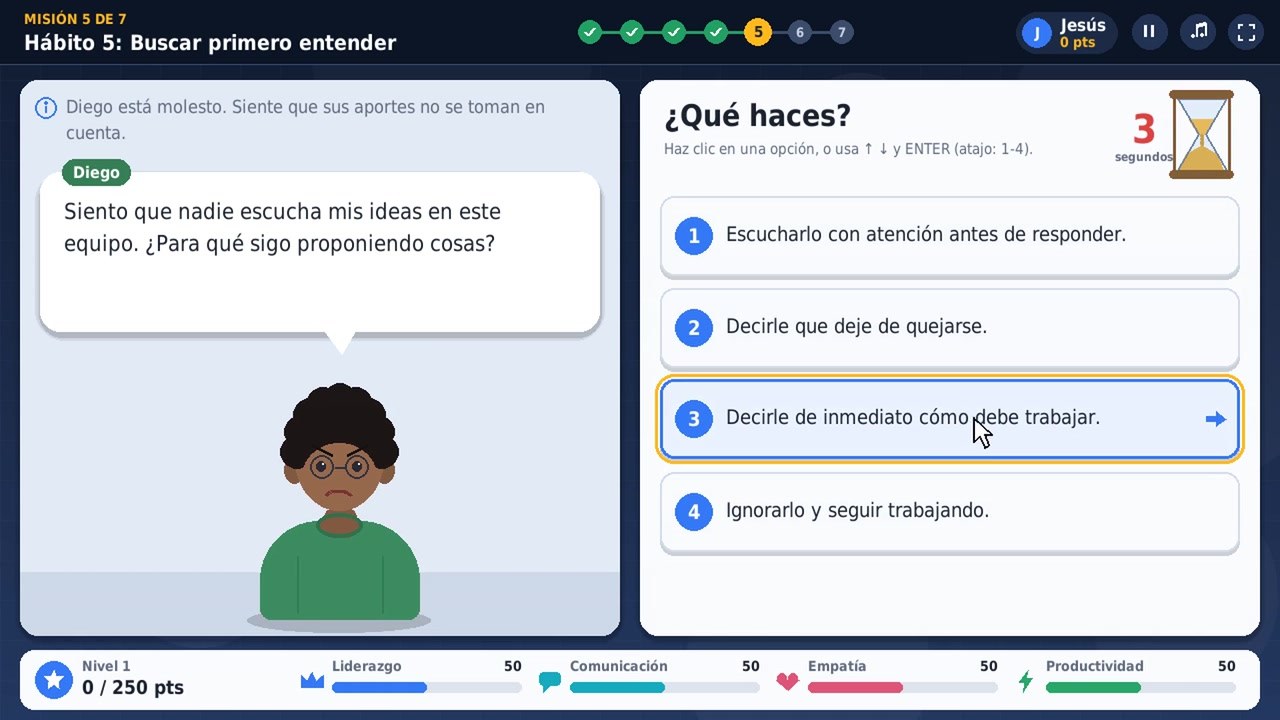 MISIÓN 5 DE 7
Hábito 5: Buscar primero entender
5
6
7
J
Jesús
0 pts
Diego está molesto. Siente que sus aportes no se toman en
cuenta.
Diego
Siento que nadie escucha mis ideas en este
equipo. ¿Para qué sigo proponiendo cosas?
¿Qué haces?
Haz clic en una opción, o usa ↑ ↓ y ENTER (atajo: 1-4).
3
segundos
1 Escucharlo con atención antes de responder.
2 Decirle que deje de quejarse.
3 Decirle de inmediato cómo debe trabajar.
4 Ignorarlo y seguir trabajando.
Nivel 1
0 / 250 pts
Liderazgo 50
Comunicación 50
Empatía 50
Productividad 50